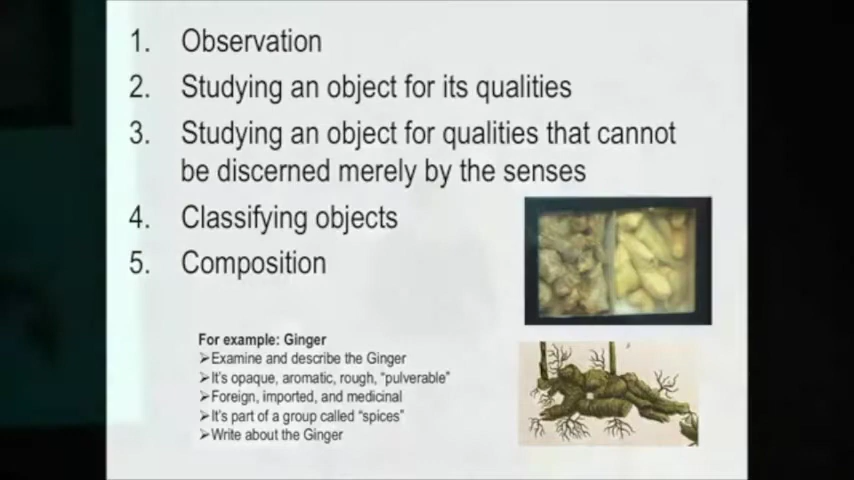 1. Observation
2. Studying an object for its qualities
3. Studying an object for qualities that cannot
be discerned merely by the senses
4. Classifying objects
5. Composition
For example: Ginger
➢Examine and describe the Ginger
➢It's opaque, aromatic, rough, "pulverable"
➢Foreign, imported, and medicinal
➢It's part of a group called "spices"
➢Write about the Ginger